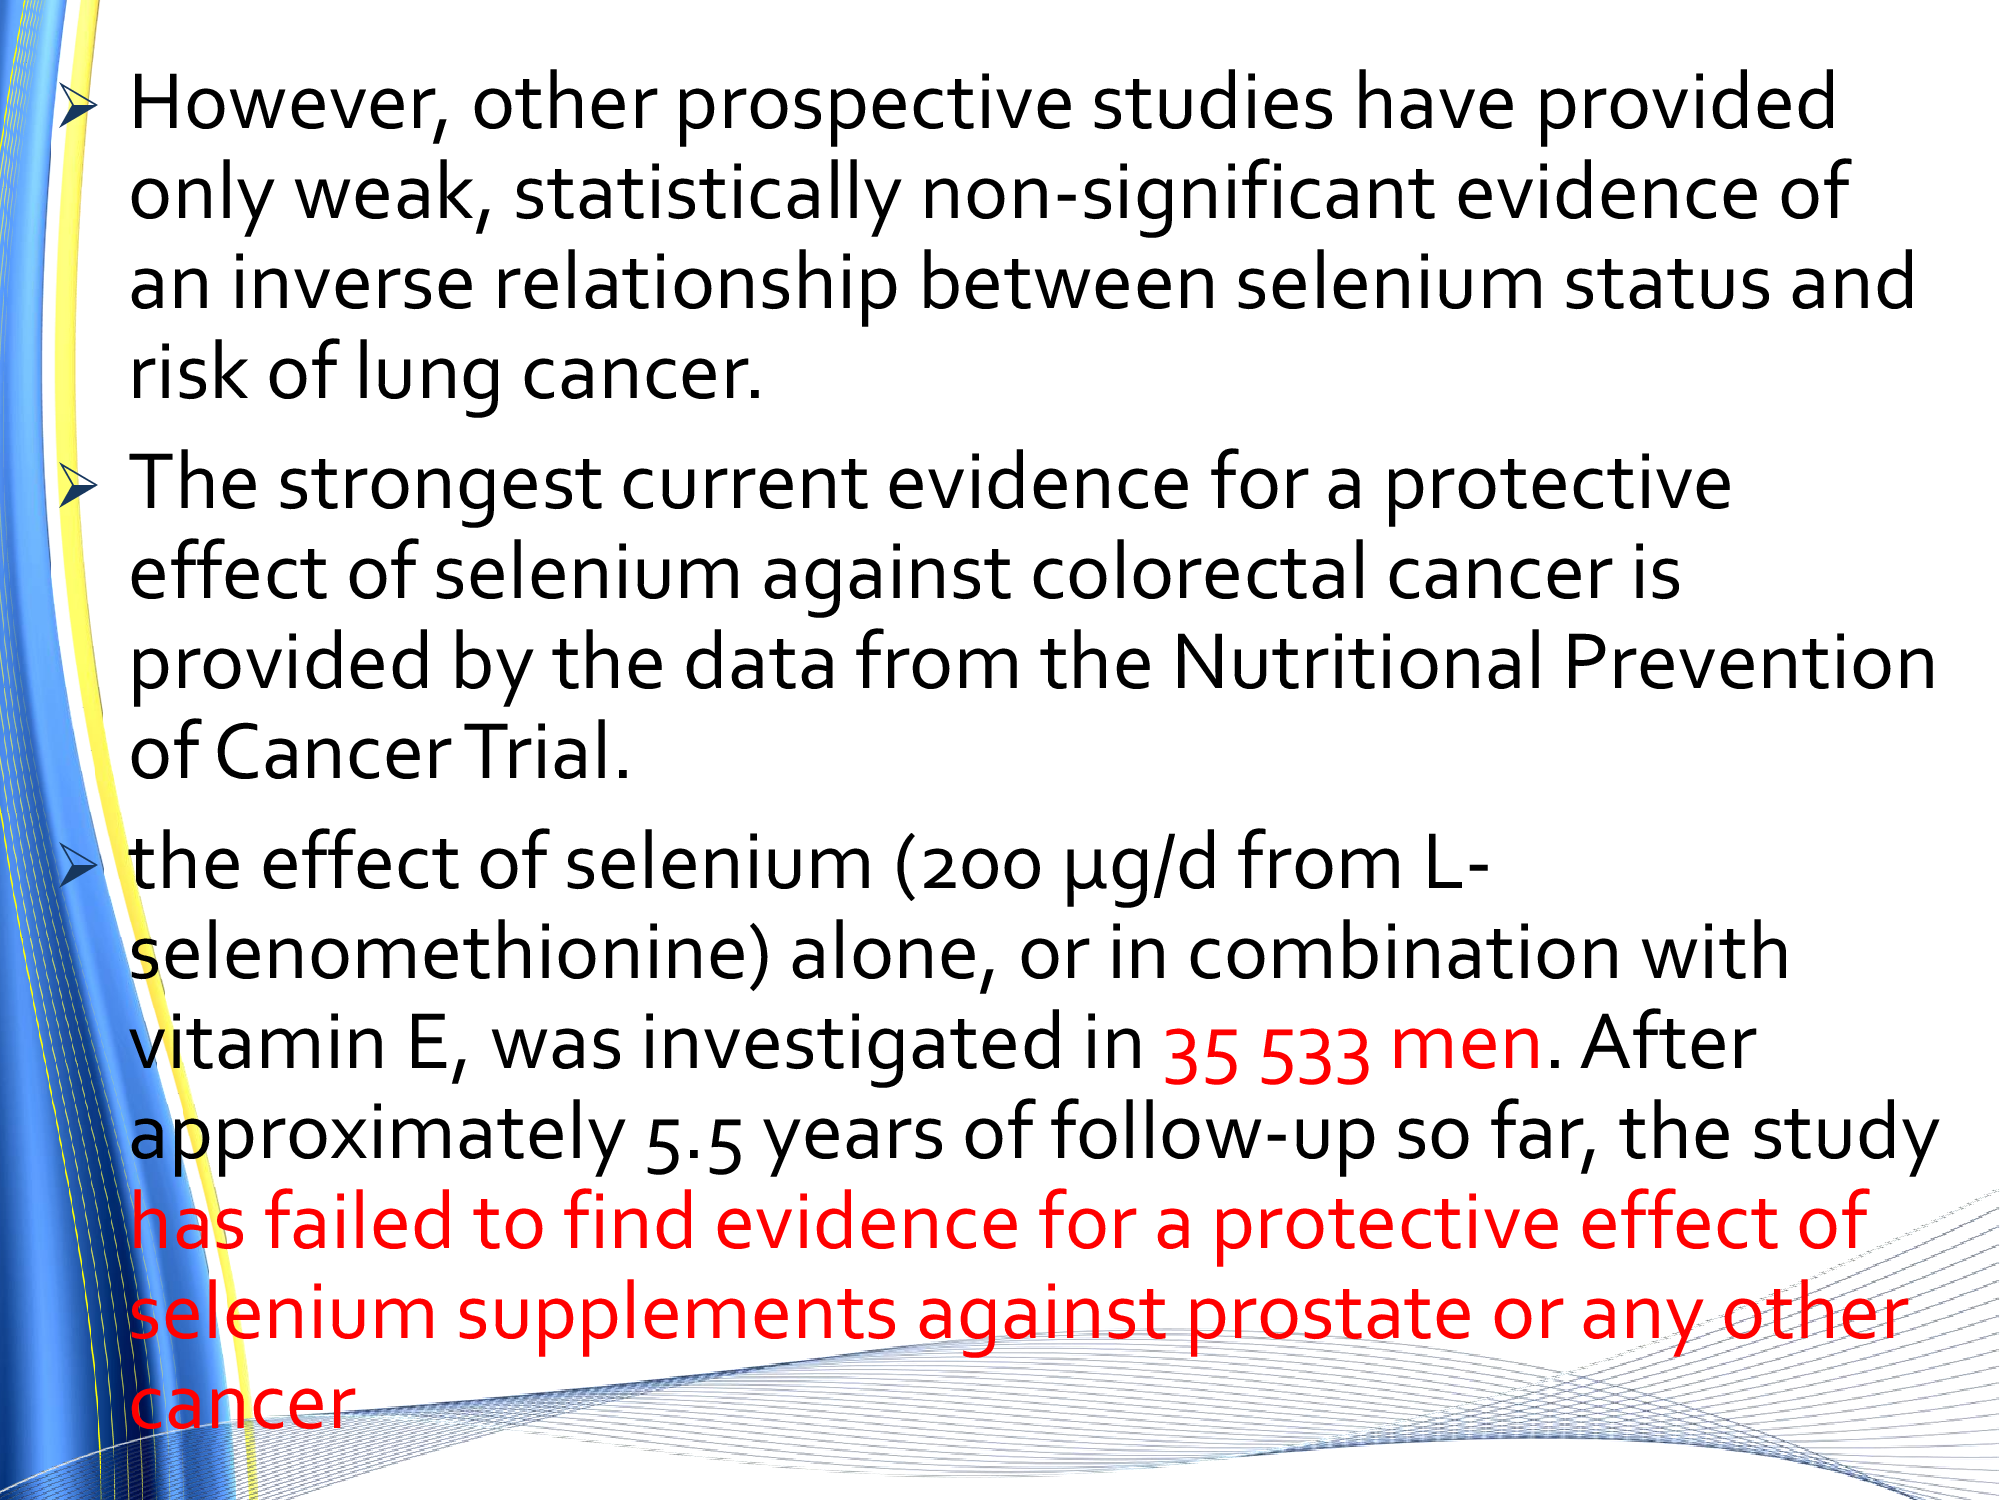 However, other prospective studies have provided
only weak, statistically non-significant evidence of
an inverse relationship between selenium status and
risk of lung cancer.
The strongest current evidence for a protective
effect of selenium against colorectal cancer is
provided by the data from the Nutritional Prevention
of Cancer Trial.
the effect of selenium (200 µg/d from L-
selenomethionine) alone, or in combination with
vitamin E, was investigated in 35 533 men. After
approximately 5.5 years of follow-up so far, the study
has failed to find evidence for a protective effect of
selenium supplements against prostate or any other
cancer